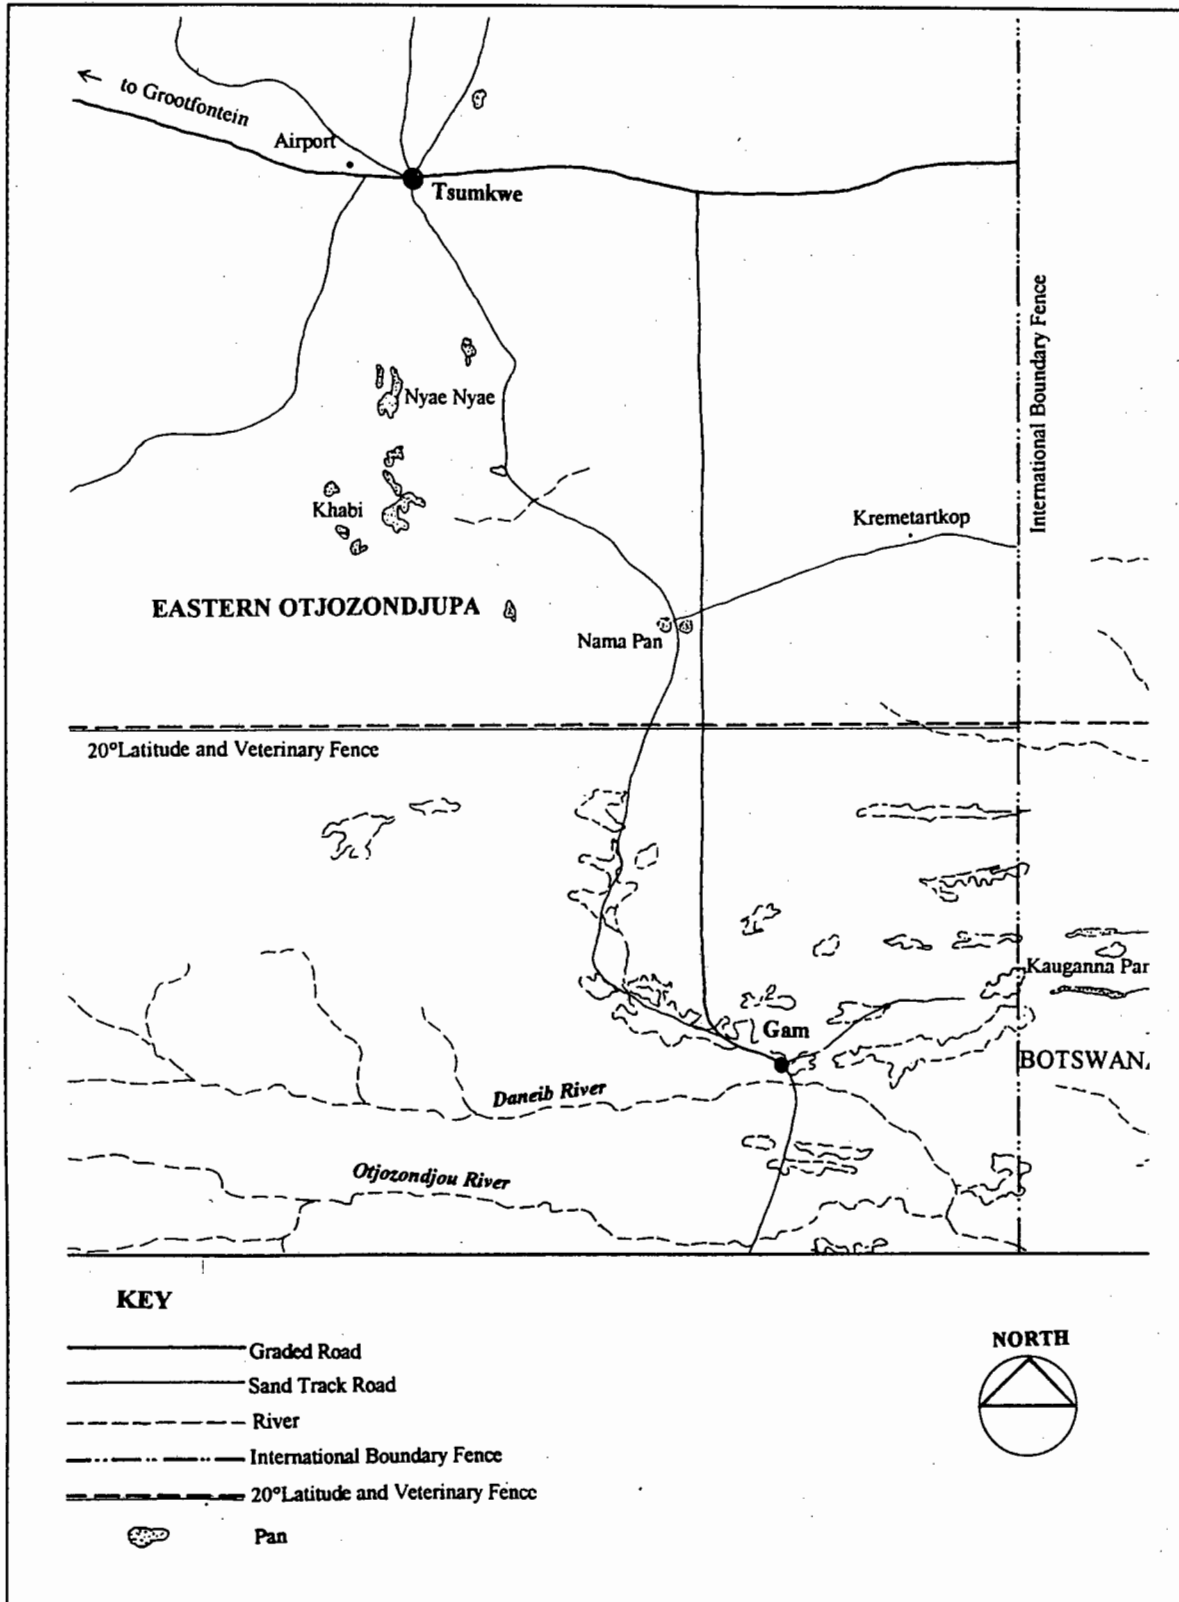 to Grootfontein
Airport
Tsumkwe
International Boundary Fence
Nyae Nyae
Khabi
Kremetartkop
EASTERN OTJOZONDJUPA
Nama Pan
20°Latitude and Veterinary Fence
Kauganna Par
Gam
BOTSWANA
Daneib River
Otjozondjou River
KEY
Graded Road
Sand Track Road
River
International Boundary Fence
20°Latitude and Veterinary Fence
Pan
NORTH